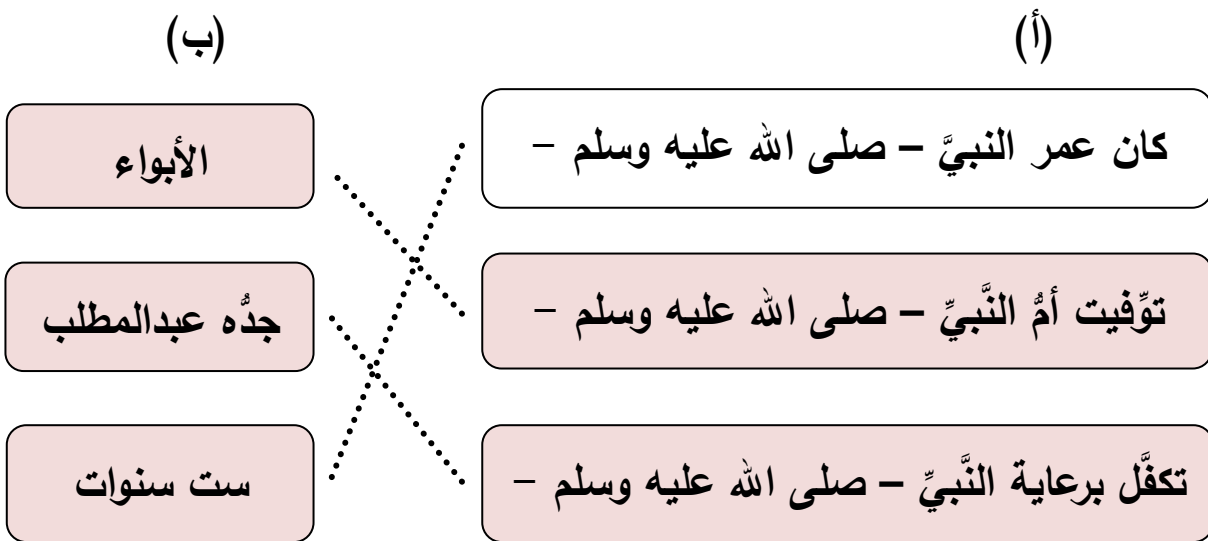 (أ) (ب)
كان عمر النبيَّ – صلى الله عليه وسلم – الأبواء
توِّفيت أمُّ النَّبيِّ – صلى الله عليه وسلم – جدُّه عبدالمطلب
تكفَّل برعاية النَّبيِّ – صلى الله عليه وسلم – ست سنوات